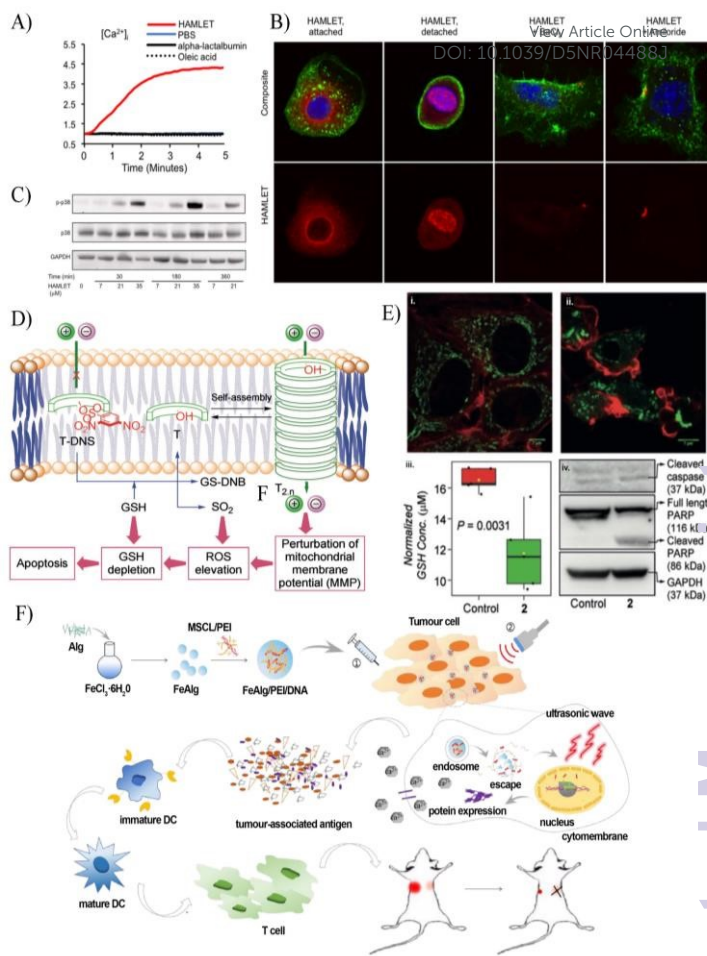 A)
[Ca²⁺]ᵢ
HAMLET
PBS
alpha-lactalbumin
Oleic acid
5.5
4.5
3.5
2.5
1.5
0.5
0 1 2 3 4 5
Time (Minutes)
B)
HAMLET, attached
HAMLET, detached
View Article Online
DOI: 10.1039/D5NR04488J
Composite
HAMLET
C)
p-p38
p38
GAPDH
Time (min) 30 180 360
HAMLET (μM) 0 7 21 35 7 21 35 7 21
D)
OH
O₂N NO₂
T-DNS
T
OH
Self-assembly
GS-DNB
GSH
SO₂
F
T₂.n
Apoptosis
GSH depletion
ROS elevation
Perturbation of mitochondrial membrane potential (MMP)
E)
i.
ii.
iii.
Normalized GSH Conc. (μM)
16
14
12
10
P = 0.0031
Control 2
iv.
Cleaved caspase (37 kDa)
Full lengt
PARP (116 kDa)
Cleaved PARP (86 kDa)
GAPDH (37 kDa)
Control 2
F)
Alg
FeCl₃·6H₂0
FeAlg
MSCL/PEI
FeAlg/PEI/DNA
①
Tumour cell
②
ultrasonic wave
endosome
escape
potein expression
nucleus
cytomembrane
tumour-associated antigen
immature DC
mature DC
T cell